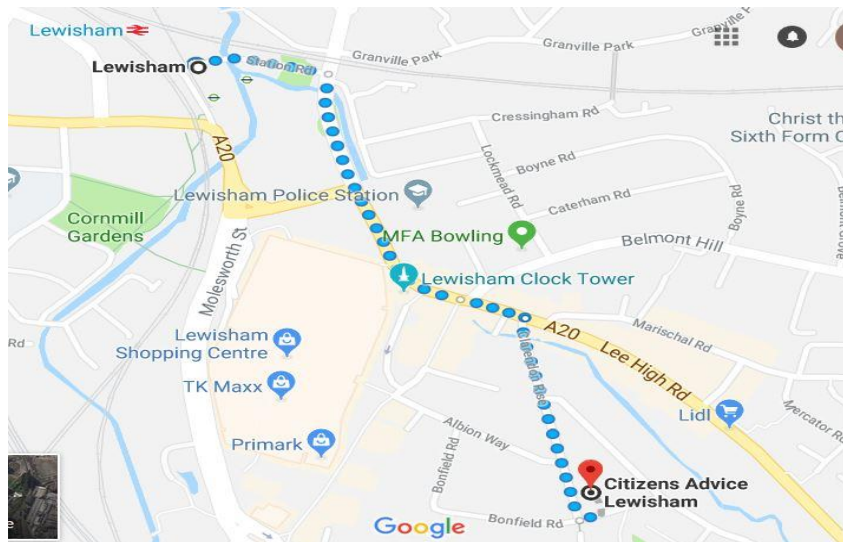 Lewisham
Lewisham
Station Rd
Granville Park
Granville Park
Cressingham Rd
Christ th
Sixth Form C
A20
Lockmead Rd
Boyne Rd
Lewisham Police Station
Caterham Rd
Boyne Rd
Cornmill
Gardens
Molesworth St
MFA Bowling
Belmont Hill
Lewisham Clock Tower
Rd
Lewisham
Shopping Centre
A20
Lee High Rd
Marischal Rd
Clarendon Rise
TK Maxx
Lidl
Mercator Rd
Primark
Albion Way
Bonfield Rd
Citizens Advice
Lewisham
Bonfield Rd
Google